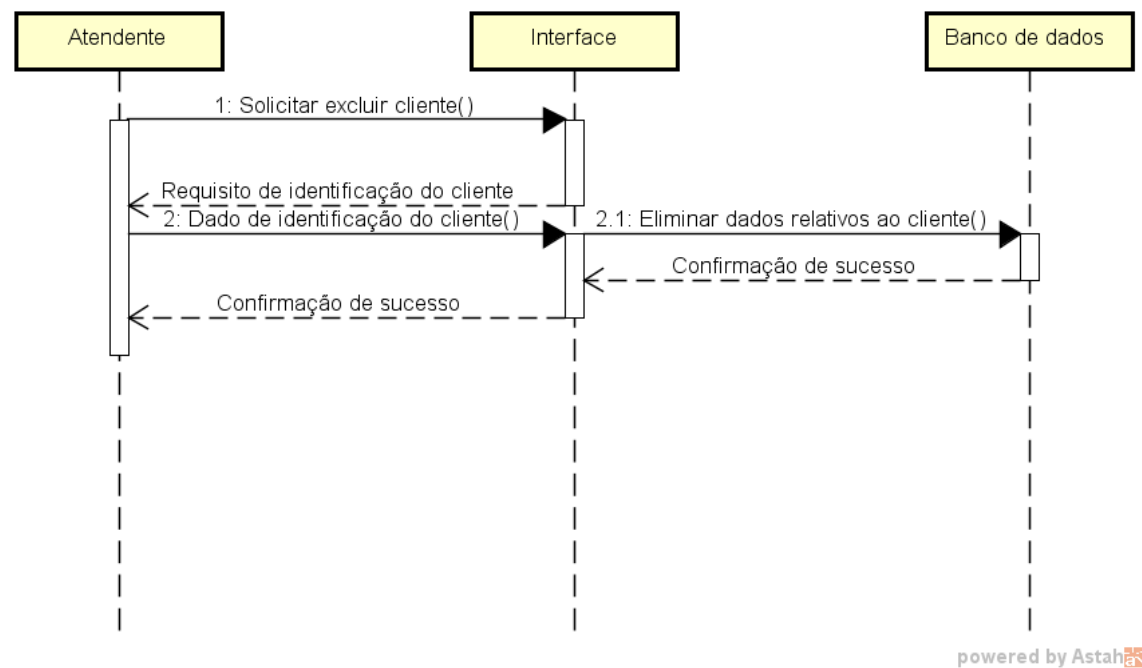 Atendente
Interface
Banco de dados
1: Solicitar excluir cliente()
Requisito de identificação do cliente
2: Dado de identificação do cliente()
2.1: Eliminar dados relativos ao cliente()
Confirmação de sucesso
Confirmação de sucesso
powered by Astah